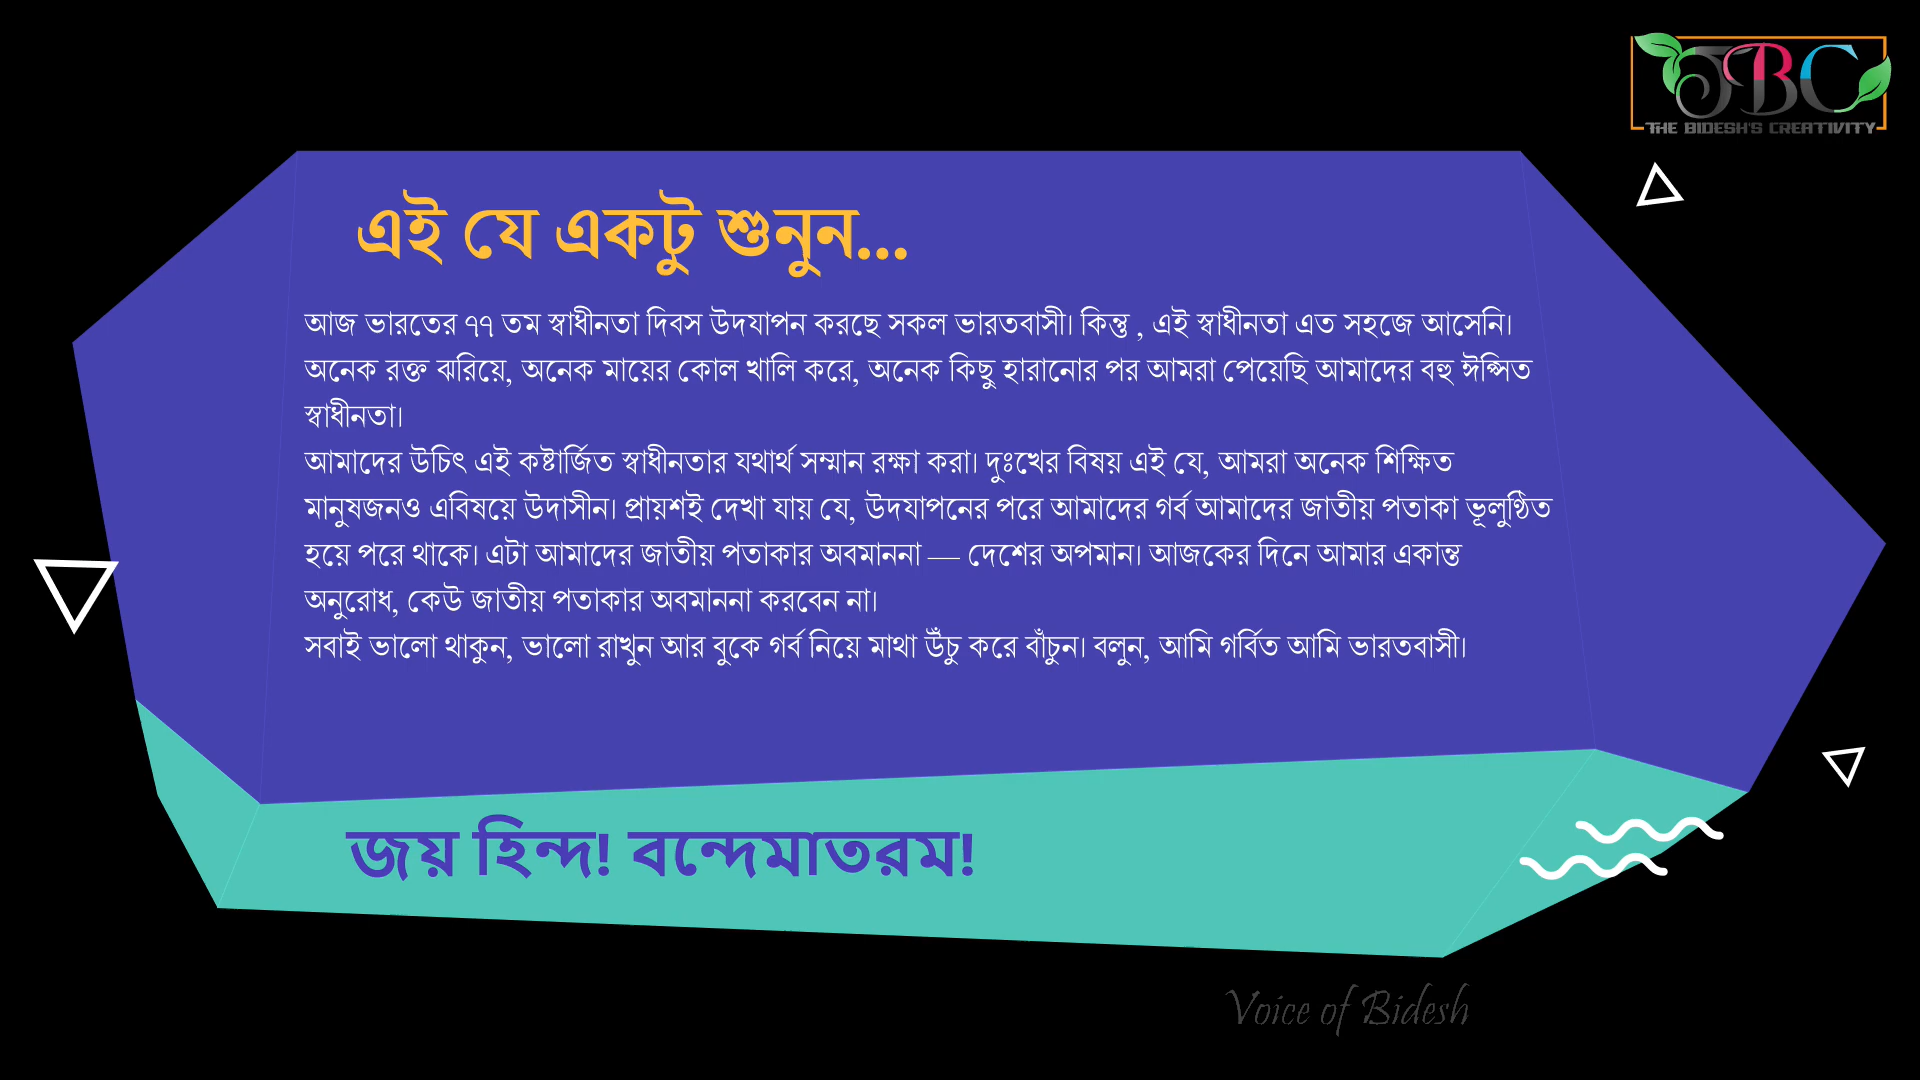 TBC
THE BIDESH'S CREATIVITY
এই যে একটু শুনুন...
আজ ভারতের ৭৭ তম স্বাধীনতা দিবস উদযাপন করছে সকল ভারতবাসী। কিন্তু , এই স্বাধীনতা এত সহজে আসেনি।
অনেক রক্ত ঝরিয়ে, অনেক মায়ের কোল খালি করে, অনেক কিছু হারানোর পর আমরা পেয়েছি আমাদের বহু ঈপ্সিত
স্বাধীনতা।
আমাদের উচিৎ এই কষ্টার্জিত স্বাধীনতার যথার্থ সম্মান রক্ষা করা। দুঃখের বিষয় এই যে, আমরা অনেক শিক্ষিত
মানুষজনও এবিষয়ে উদাসীন। প্রায়শই দেখা যায় যে, উদযাপনের পরে আমাদের গর্ব আমাদের জাতীয় পতাকা ভূলুণ্ঠিত
হয়ে পরে থাকে। এটা আমাদের জাতীয় পতাকার অবমাননা — দেশের অপমান। আজকের দিনে আমার একান্ত
অনুরোধ, কেউ জাতীয় পতাকার অবমাননা করবেন না।
সবাই ভালো থাকুন, ভালো রাখুন আর বুকে গর্ব নিয়ে মাথা উঁচু করে বাঁচুন। বলুন, আমি গর্বিত আমি ভারতবাসী।
জয় হিন্দ! বন্দেমাতরম!
Voice of Bidesh